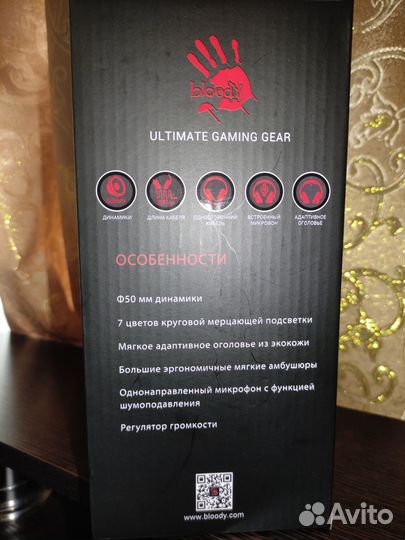 bloody
ULTIMATE GAMING GEAR
ДИНАМИКИ
ДЛИНА КАБЕЛЯ
ОДНОСТОРОННИЙ КАБЕЛЬ
ВСТРОЕННЫЙ МИКРОФОН
АДАПТИВНОЕ ОГОЛОВЬЕ
ОСОБЕННОСТИ
Ф50 мм динамики
7 цветов круговой мерцающей подсветки
Мягкое адаптивное оголовье из экокожи
Большие эргономичные мягкие амбушюры
Однонаправленный микрофон с функцией
шумоподавления
Регулятор громкости
www.bloody.com
Avito